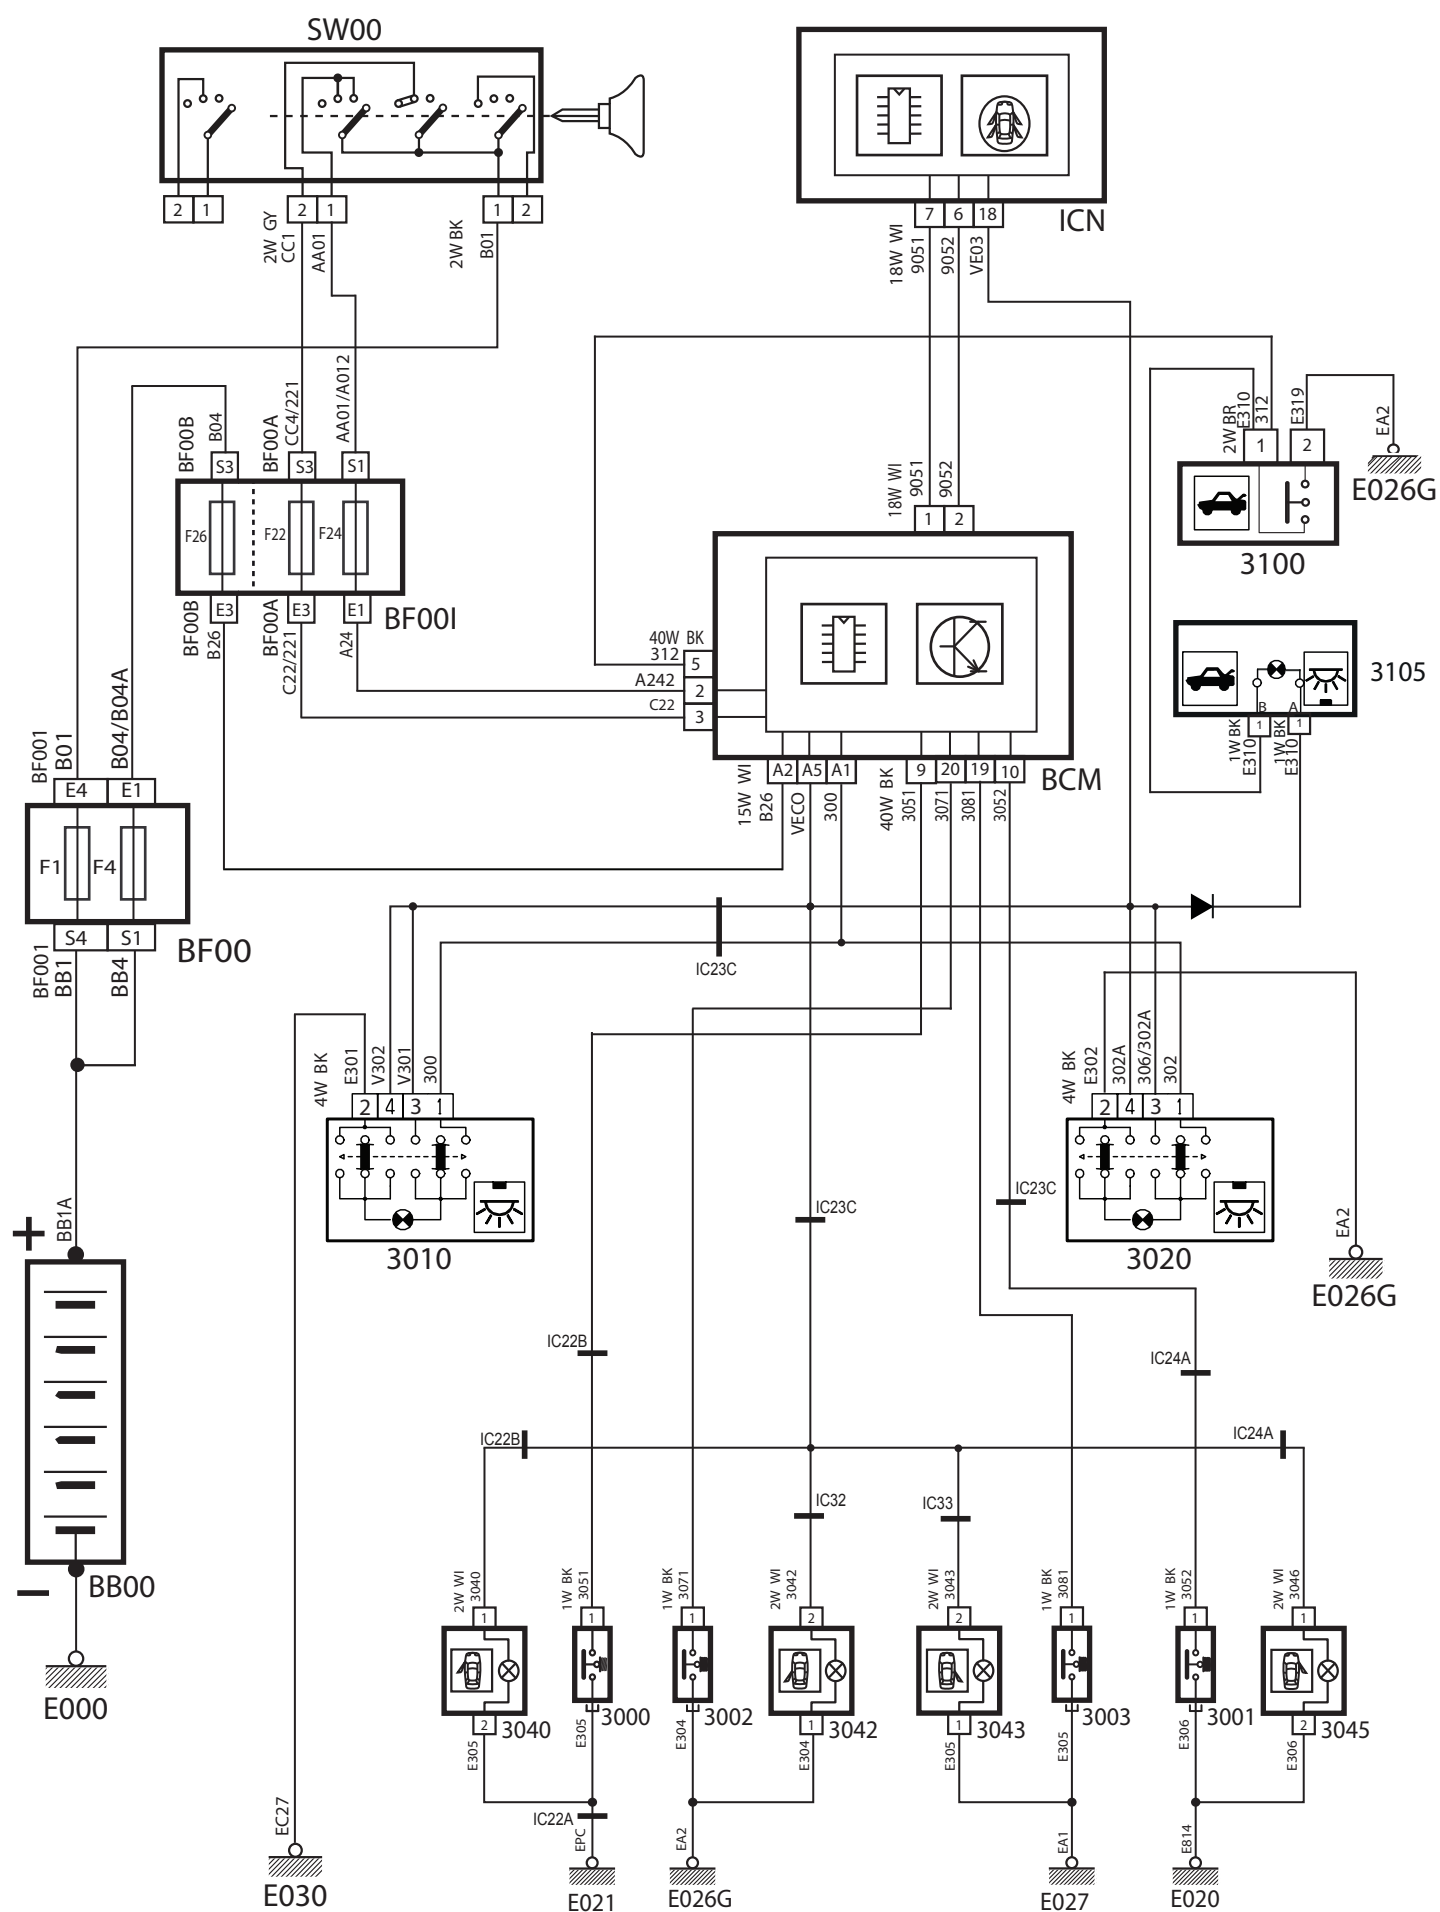 SW00
2
1
2
1
1
2
2W GY
CC1
AA01
2W BK
B01
ICN
7
6
18
18W WI
9051
9052
VE03
BF00B
B04
BF00A
CC4/221
AA01/A012
S3
S3
S1
F26
F22
F24
E3
E3
E1
BF00I
BF00B
B26
BF00A
C22/221
A24
18W WI
9051
9052
1
2
40W BK
312
5
A242
2
C22
3
BCM
A2
A5
A1
9
20
19
10
15W WI
B26
VECO
300
40W BK
3051
3071
3081
3052
2W BR
E310
312
E319
EA2
1
2
E026G
3100
3105
B
A
1
1
1W BK
E310
1W BK
E310
BF001
B01
B04/B04A
E4
E1
F1
F4
S4
S1
BF00
BF001
BB1
BB4
IC23C
4W BK
E301
V302
V301
300
2
4
3
1
3010
4W BK
E302
302A
306/302A
302
2
4
3
1
3020
EA2
E026G
IC23C
IC23C
BB1A
+
BB00
–
E000
IC22B
IC24A
IC22B
IC24A
IC32
IC33
2W WI
3040
1W BK
3051
1W BK
3071
2W WI
3042
2W WI
3043
1W BK
3081
1W BK
3052
2W WI
3046
1
1
1
2
2
1
1
1
2
3040
3000
3002
1
3042
1
3043
3003
3001
2
3045
E305
E305
E304
E304
E305
E305
E306
E306
IC22A
EC27
EPC
EA2
EA1
E814
E030
E021
E026G
E027
E020